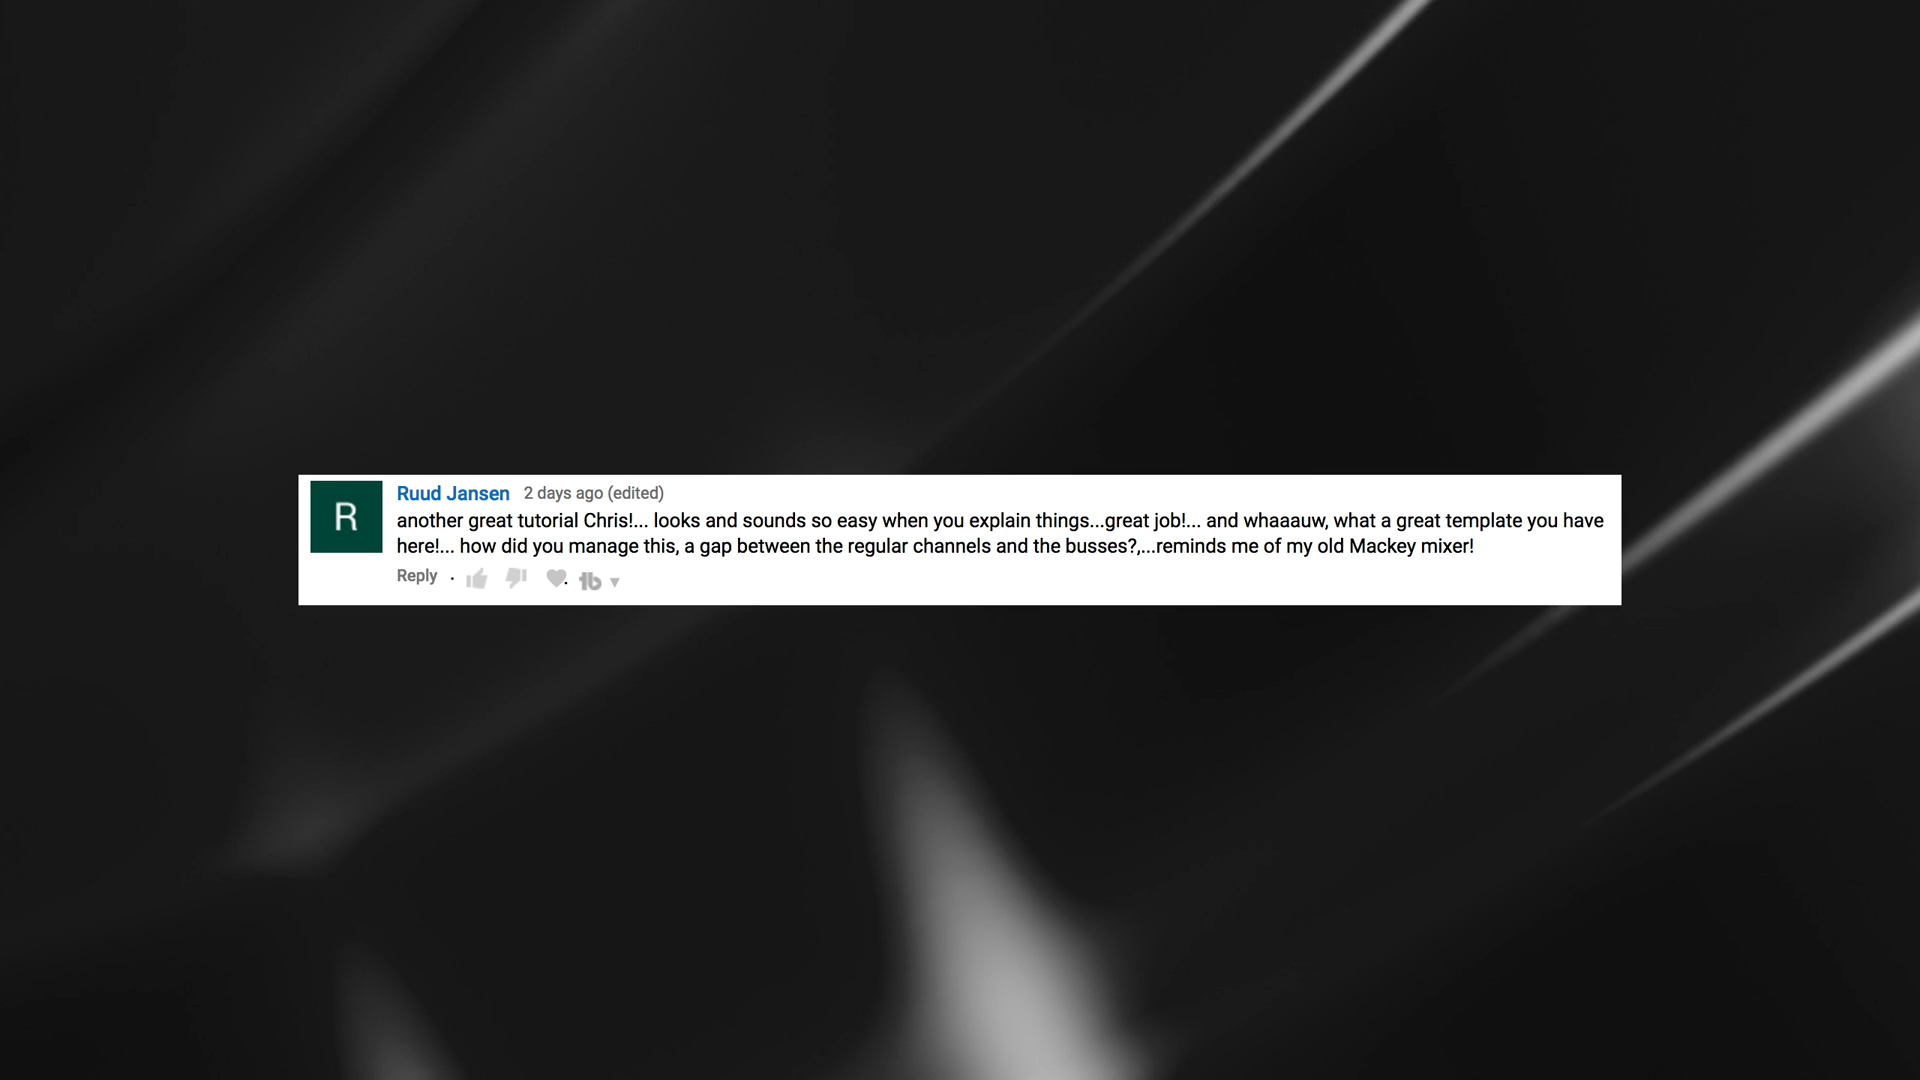 R
Ruud Jansen 2 days ago (edited)
another great tutorial Chris!... looks and sounds so easy when you explain things...great job!... and whaaauw, what a great template you have
here!... how did you manage this, a gap between the regular channels and the busses?,...reminds me of my old Mackey mixer!
Reply · tb ▾